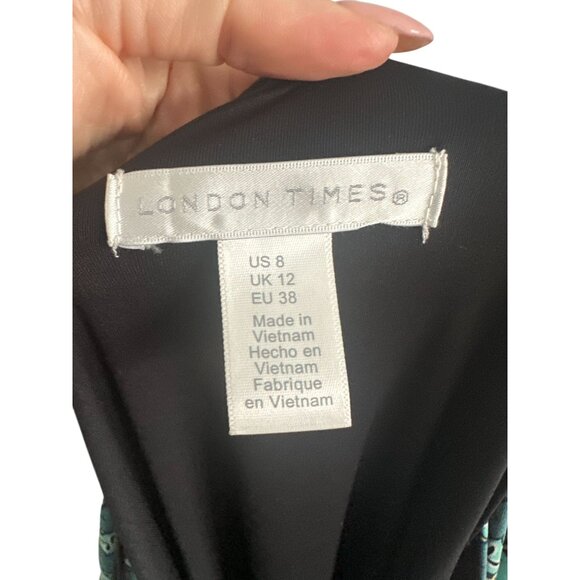 LONDON TIMES®
US 8
UK 12
EU 38
Made in
Vietnam
Hecho en
Vietnam
Fabrique
en Vietnam